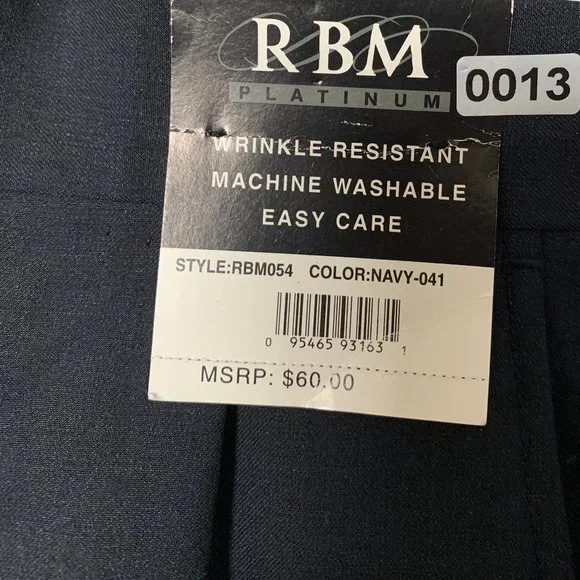 RBM
PLATINUM
0013
WRINKLE RESISTANT
MACHINE WASHABLE
EASY CARE
STYLE:RBM054 COLOR:NAVY-041
0 95465 93163 1
MSRP: $60.00